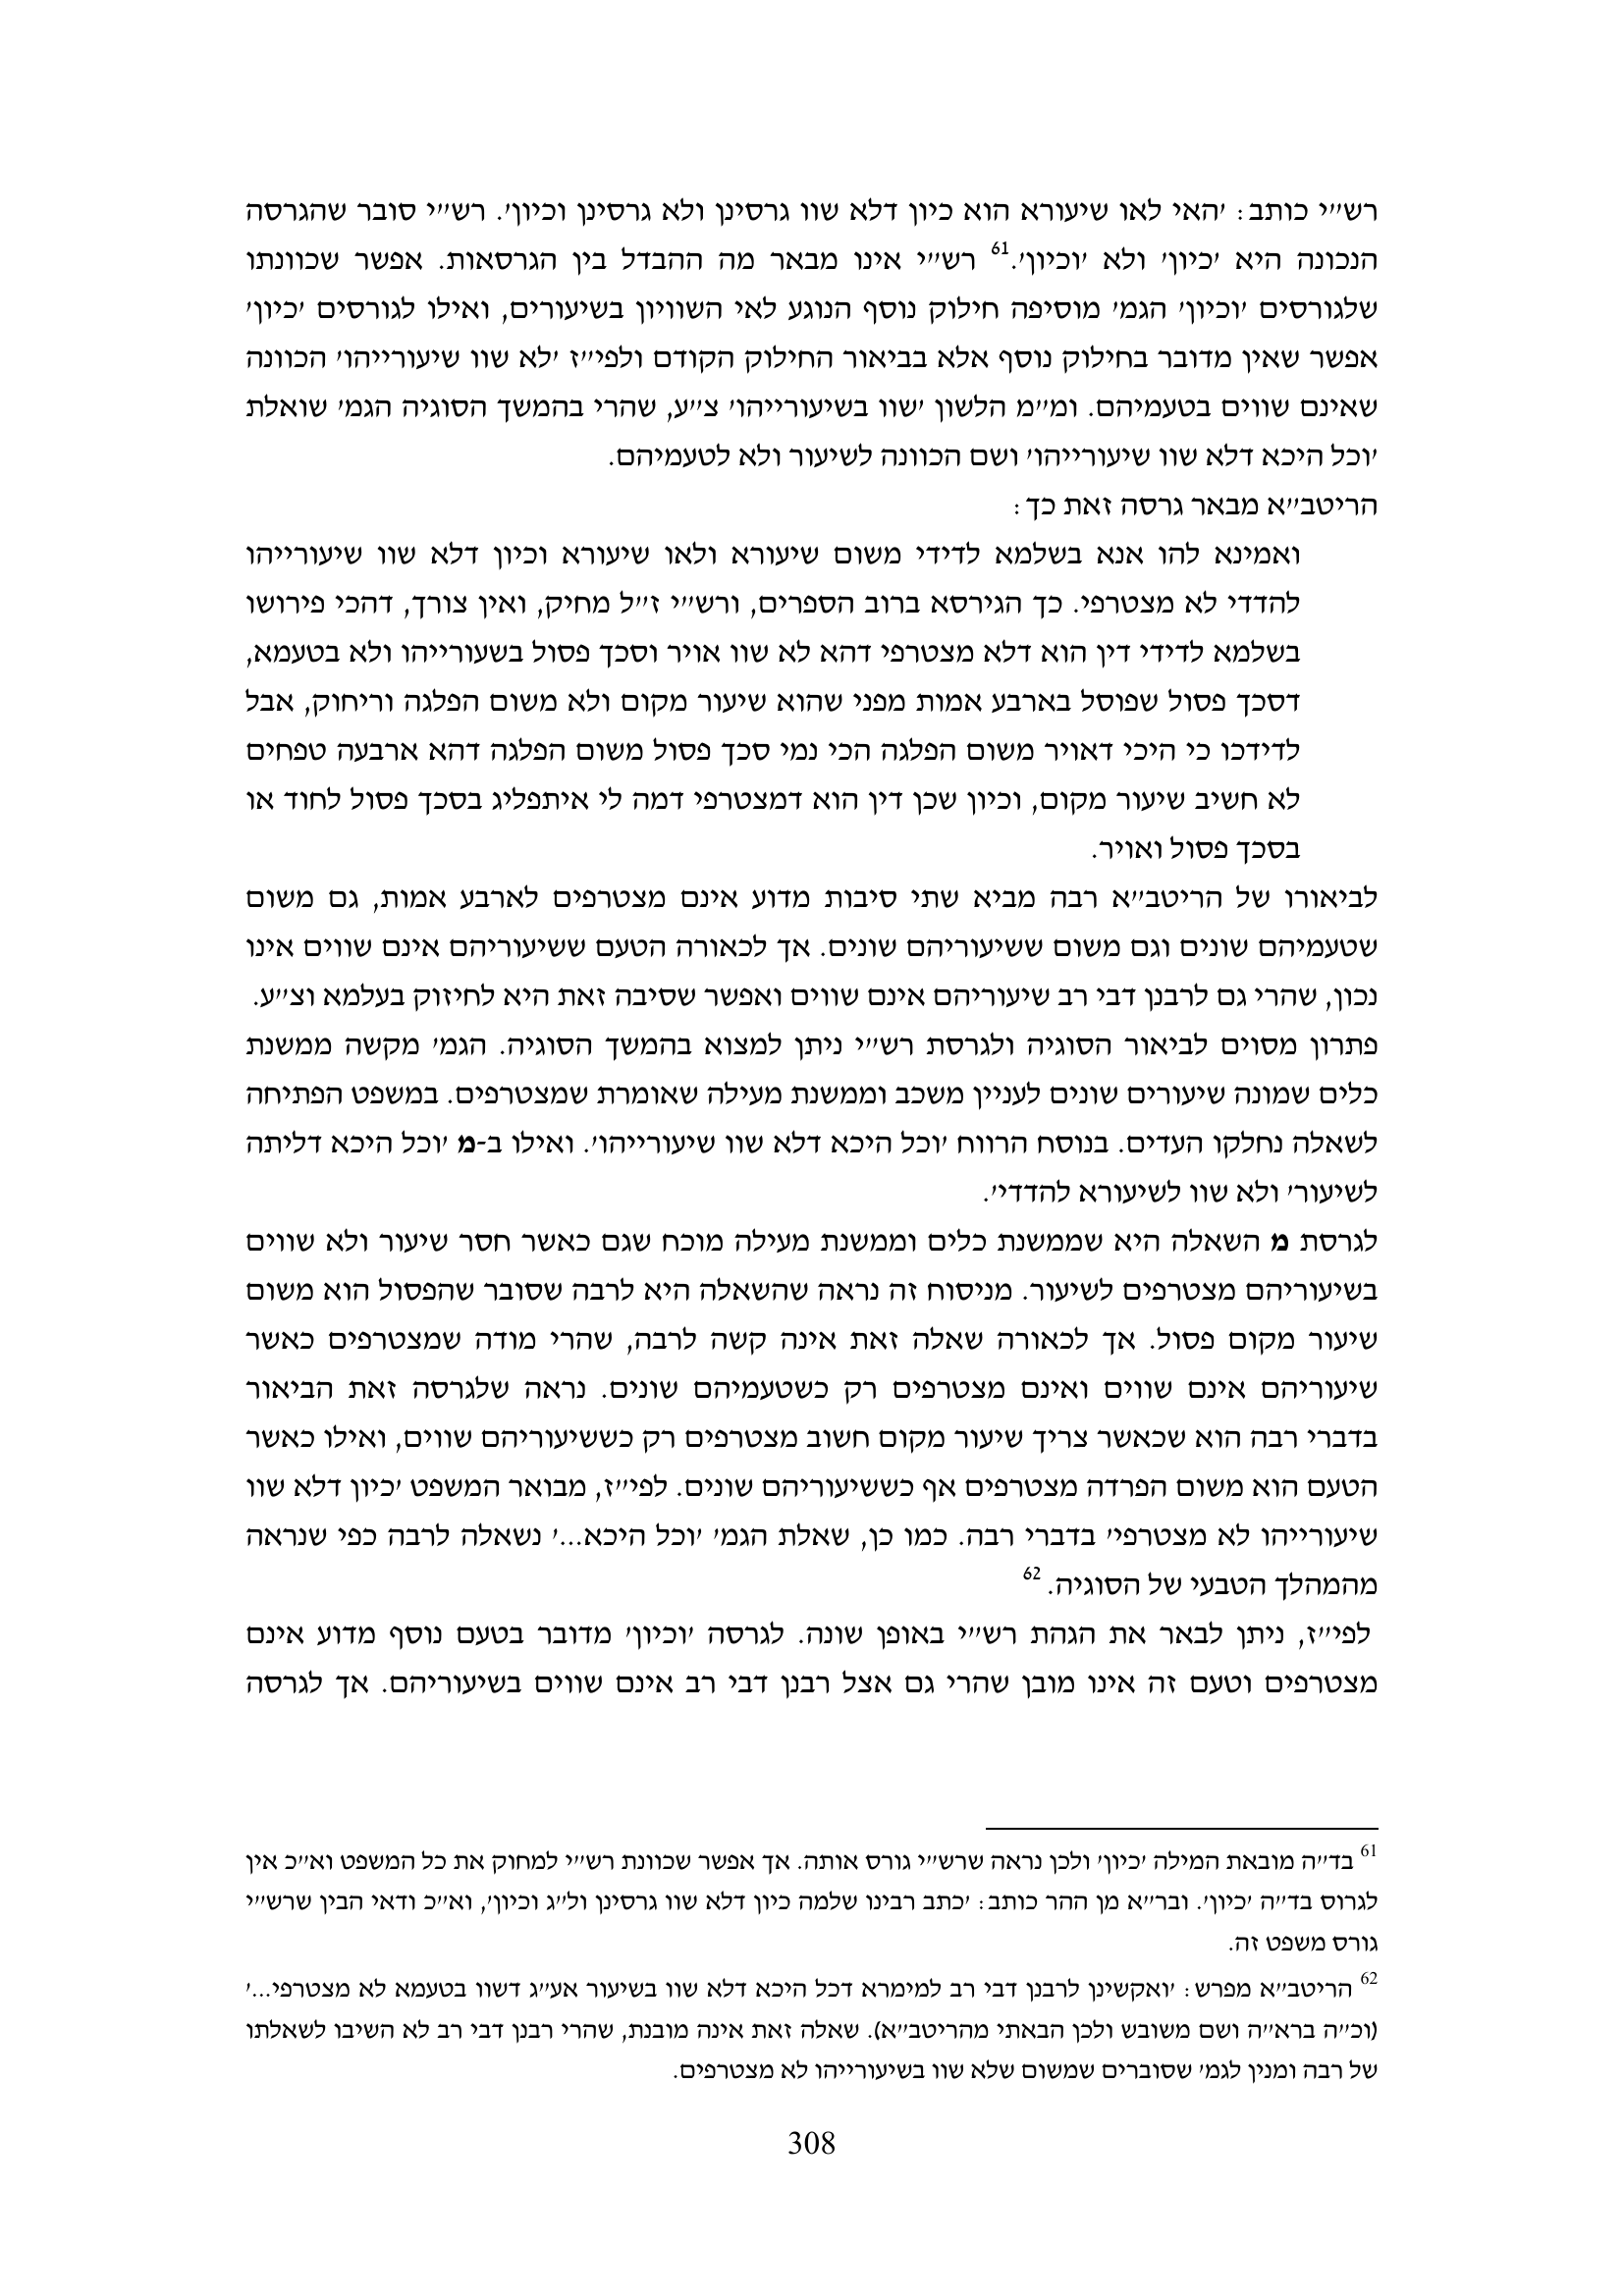 רש״י כותב: ׳האי לאו שיעורא הוא כיון דלא שוו גרסינן ולא גרסינן וכיון׳. רש״י סובר שהגרסה
הנכונה היא ׳כיון׳ ולא ׳וכיון׳.61 רש״י אינו מבאר מה ההבדל בין הגרסאות. אפשר שכוונתו
שלגורסים ׳וכיון׳ הגמ׳ מוסיפה חילוק נוסף הנוגע לאי השוויון בשיעורים, ואילו לגורסים ׳כיון׳
אפשר שאין מדובר בחילוק נוסף אלא בביאור החילוק הקודם ולפי״ז ׳לא שוו שיעורייהו׳ הכוונה
שאינם שווים בטעמיהם. ומ״מ הלשון ׳שוו בשיעורייהו׳ צ״ע, שהרי בהמשך הסוגיה הגמ׳ שואלת
׳וכל היכא דלא שוו שיעורייהו׳ ושם הכוונה לשיעור ולא לטעמיהם.
הריטב״א מבאר גרסה זאת כך:
ואמינא להו אנא בשלמא לדידי משום שיעורא ולאו שיעורא וכיון דלא שוו שיעורייהו
להדדי לא מצטרפי. כך הגירסא ברוב הספרים, ורש״י ז״ל מחיק, ואין צורך, דהכי פירושו
בשלמא לדידי דין הוא דלא מצטרפי דהא לא שוו אויר וסכך פסול בשעורייהו ולא בטעמא,
דסכך פסול שפוסל בארבע אמות מפני שהוא שיעור מקום ולא משום הפלגה וריחוק, אבל
לדידכו כי היכי דאויר משום הפלגה הכי נמי סכך פסול משום הפלגה דהא ארבעה טפחים
לא חשיב שיעור מקום, וכיון שכן דין הוא דמצטרפי דמה לי איתפליג בסכך פסול לחוד או
בסכך פסול ואויר.
לביאורו של הריטב״א רבה מביא שתי סיבות מדוע אינם מצטרפים לארבע אמות, גם משום
שטעמיהם שונים וגם משום ששיעוריהם שונים. אך לכאורה הטעם ששיעוריהם אינם שווים אינו
נכון, שהרי גם לרבנן דבי רב שיעוריהם אינם שווים ואפשר שסיבה זאת היא לחיזוק בעלמא וצ״ע.
פתרון מסוים לביאור הסוגיה ולגרסת רש״י ניתן למצוא בהמשך הסוגיה. הגמ׳ מקשה ממשנת
כלים שמונה שיעורים שונים לעניין משכב וממשנת מעילה שאומרת שמצטרפים. במשפט הפתיחה
לשאלה נחלקו העדים. בנוסח הרווח ׳וכל היכא דלא שוו שיעורייהו׳. ואילו ב-מ ׳וכל היכא דליתה
לשיעור׳ ולא שוו לשיעורא להדדי׳.
לגרסת מ השאלה היא שממשנת כלים וממשנת מעילה מוכח שגם כאשר חסר שיעור ולא שווים
בשיעוריהם מצטרפים לשיעור. מניסוח זה נראה שהשאלה היא לרבה שסובר שהפסול הוא משום
שיעור מקום פסול. אך לכאורה שאלה זאת אינה קשה לרבה, שהרי מודה שמצטרפים כאשר
שיעוריהם אינם שווים ואינם מצטרפים רק כשטעמיהם שונים. נראה שלגרסה זאת הביאור
בדברי רבה הוא שכאשר צריך שיעור מקום חשוב מצטרפים רק כששיעוריהם שווים, ואילו כאשר
הטעם הוא משום הפרדה מצטרפים אף כששיעוריהם שונים. לפי״ז, מבואר המשפט ׳כיון דלא שוו
שיעורייהו לא מצטרפי׳ בדברי רבה. כמו כן, שאלת הגמ׳ ׳וכל היכא...׳ נשאלה לרבה כפי שנראה
מהמהלך הטבעי של הסוגיה.62
לפי״ז, ניתן לבאר את הגהת רש״י באופן שונה. לגרסה ׳וכיון׳ מדובר בטעם נוסף מדוע אינם
מצטרפים וטעם זה אינו מובן שהרי גם אצל רבנן דבי רב אינם שווים בשיעוריהם. אך לגרסה
61 בד״ה מובאת המילה ׳כיון׳ ולכן נראה שרש״י גורס אותה. אך אפשר שכוונת רש״י למחוק את כל המשפט וא״כ אין
לגרוס בד״ה ׳כיון׳. ובר״א מן ההר כותב: ׳כתב רבינו שלמה כיון דלא שוו גרסינן ול״ג וכיון׳, וא״כ ודאי הבין שרש״י
גורס משפט זה.
62 הריטב״א מפרש: ׳ואקשינן לרבנן דבי רב למימרא דכל היכא דלא שוו בשיעור אע״ג דשוו בטעמא לא מצטרפי...׳
(וכ״ה ברא״ה ושם משובש ולכן הבאתי מהריטב״א). שאלה זאת אינה מובנת, שהרי רבנן דבי רב לא השיבו לשאלתו
של רבה ומנין לגמ׳ שסוברים שמשום שלא שוו בשיעורייהו לא מצטרפים.
308